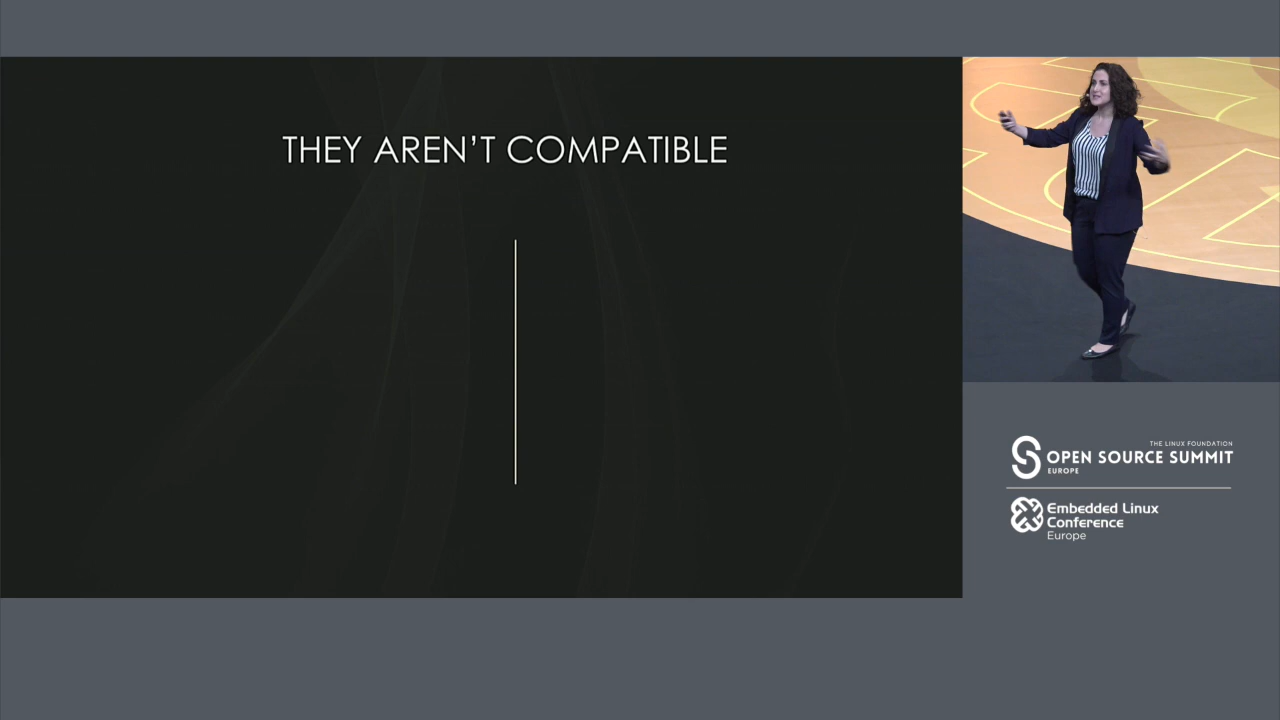 THEY AREN'T COMPATIBLE
THE LINUX FOUNDATION
OPEN SOURCE SUMMIT
EUROPE
Embedded Linux
Conference
Europe